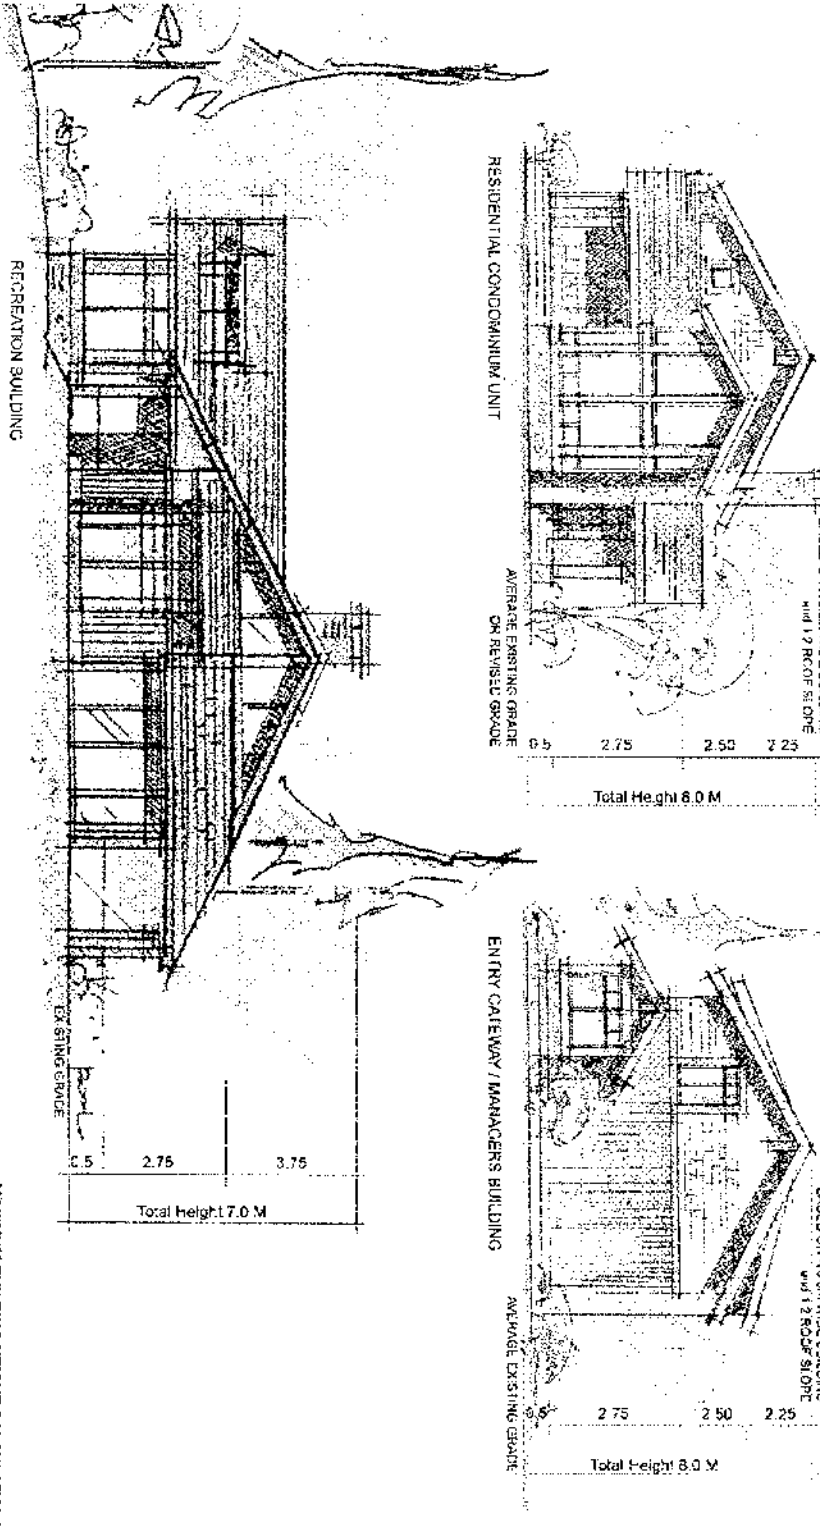 RESIDENTIAL CONDOMINIUM UNIT
AVERAGE EXISTING GRADE
OR REVISED GRADE
and 12 ROOF SLOPE
0.5 2.75 2.50 2.25
Total Height 8.0 M
ENTRY GATEWAY / MANAGERS BUILDING
AVERAGE EXISTING GRADE
and 12 ROOF SLOPE
0.5 2.75 2.50 2.25
Total Height 8.0 M
RECREATION BUILDING
EXISTING GRADE
0.5 2.75 3.75
Total Height 7.0 M